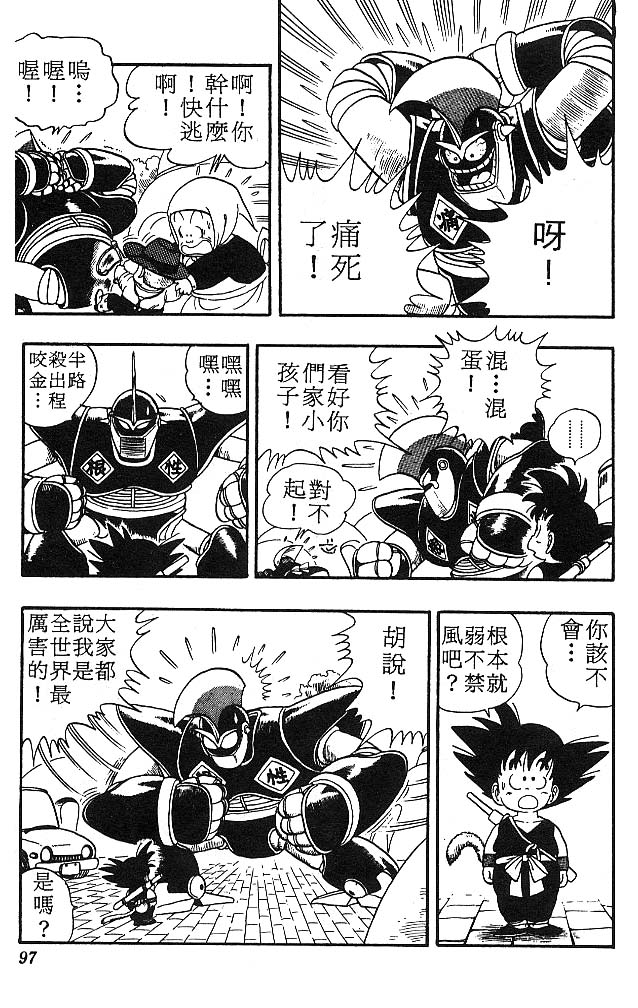 呀！
痛死
了！
痛
啊！你
幹什麼
！快逃
啊！
嗚…
喔！
喔！
……
混…混
蛋！
看好你
們家小
孩子！
對不
起！
嘿嘿
嘿…
半路
殺出程
咬金…
根
性
你該不
會…
根本就
弱不禁
風吧？
胡說！
大家都
說我是
全世界最
厲害的！
性
是嗎？
97